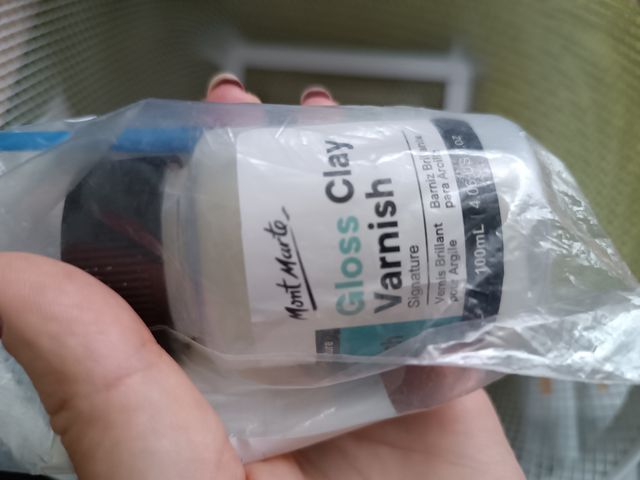 Mont Marte
Gloss Clay
Varnish
Signature
Vernis Brillant
pour Argile
Barniz Brillante
para Arcilla
100mL